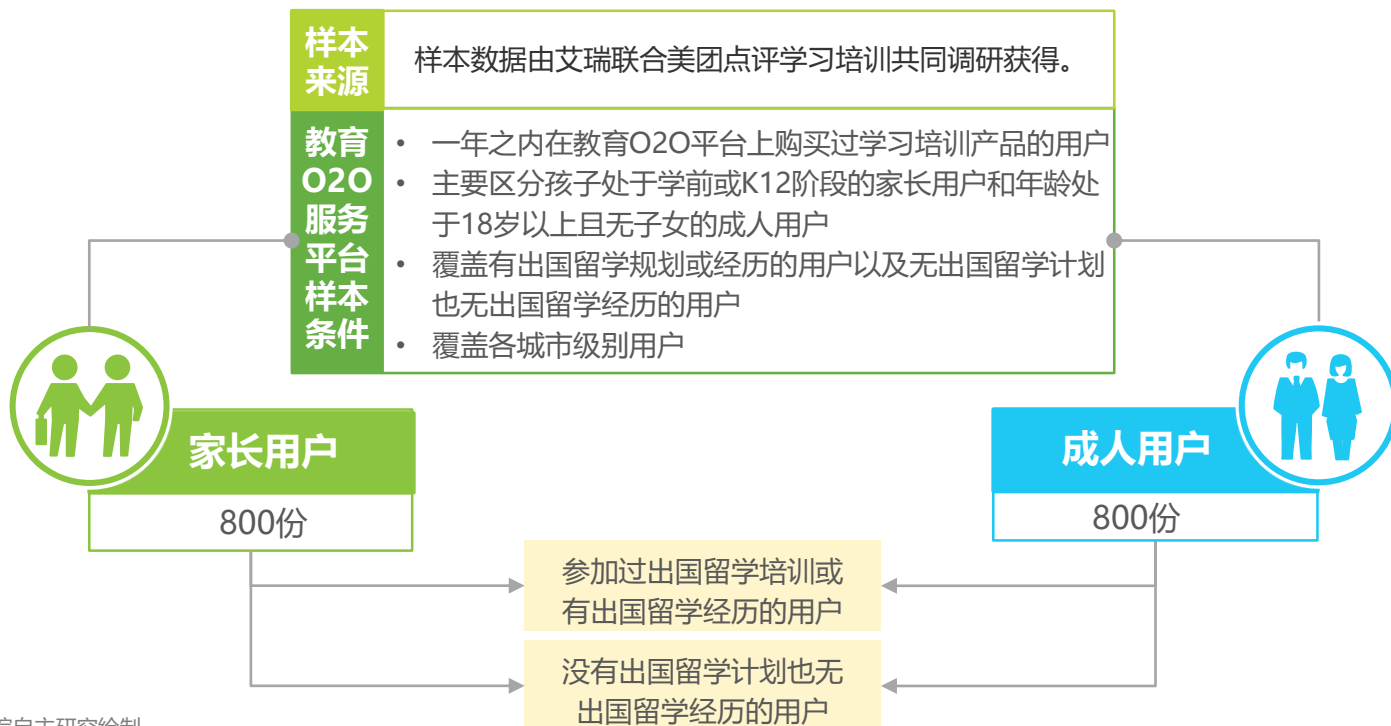 样本
来源
样本数据由艾瑞联合美团点评学习培训共同调研获得。
教育
O2O
服务
平台
样本
条件
• 一年之内在教育O2O平台上购买过学习培训产品的用户
• 主要区分孩子处于学前或K12阶段的家长用户和年龄处
于18岁以上且无子女的成人用户
• 覆盖有出国留学规划或经历的用户以及无出国留学计划
也无出国留学经历的用户
• 覆盖各城市级别用户
家长用户
800份
成人用户
800份
参加过出国留学培训或
有出国留学经历的用户
没有出国留学计划也无
出国留学经历的用户
院自主研究绘制